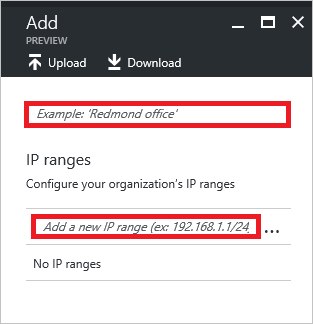 Add
PREVIEW
Upload Download
Example: 'Redmond office'
IP ranges
Configure your organization's IP ranges
Add a new IP range (ex: 192.168.1.1/24
...
No IP ranges